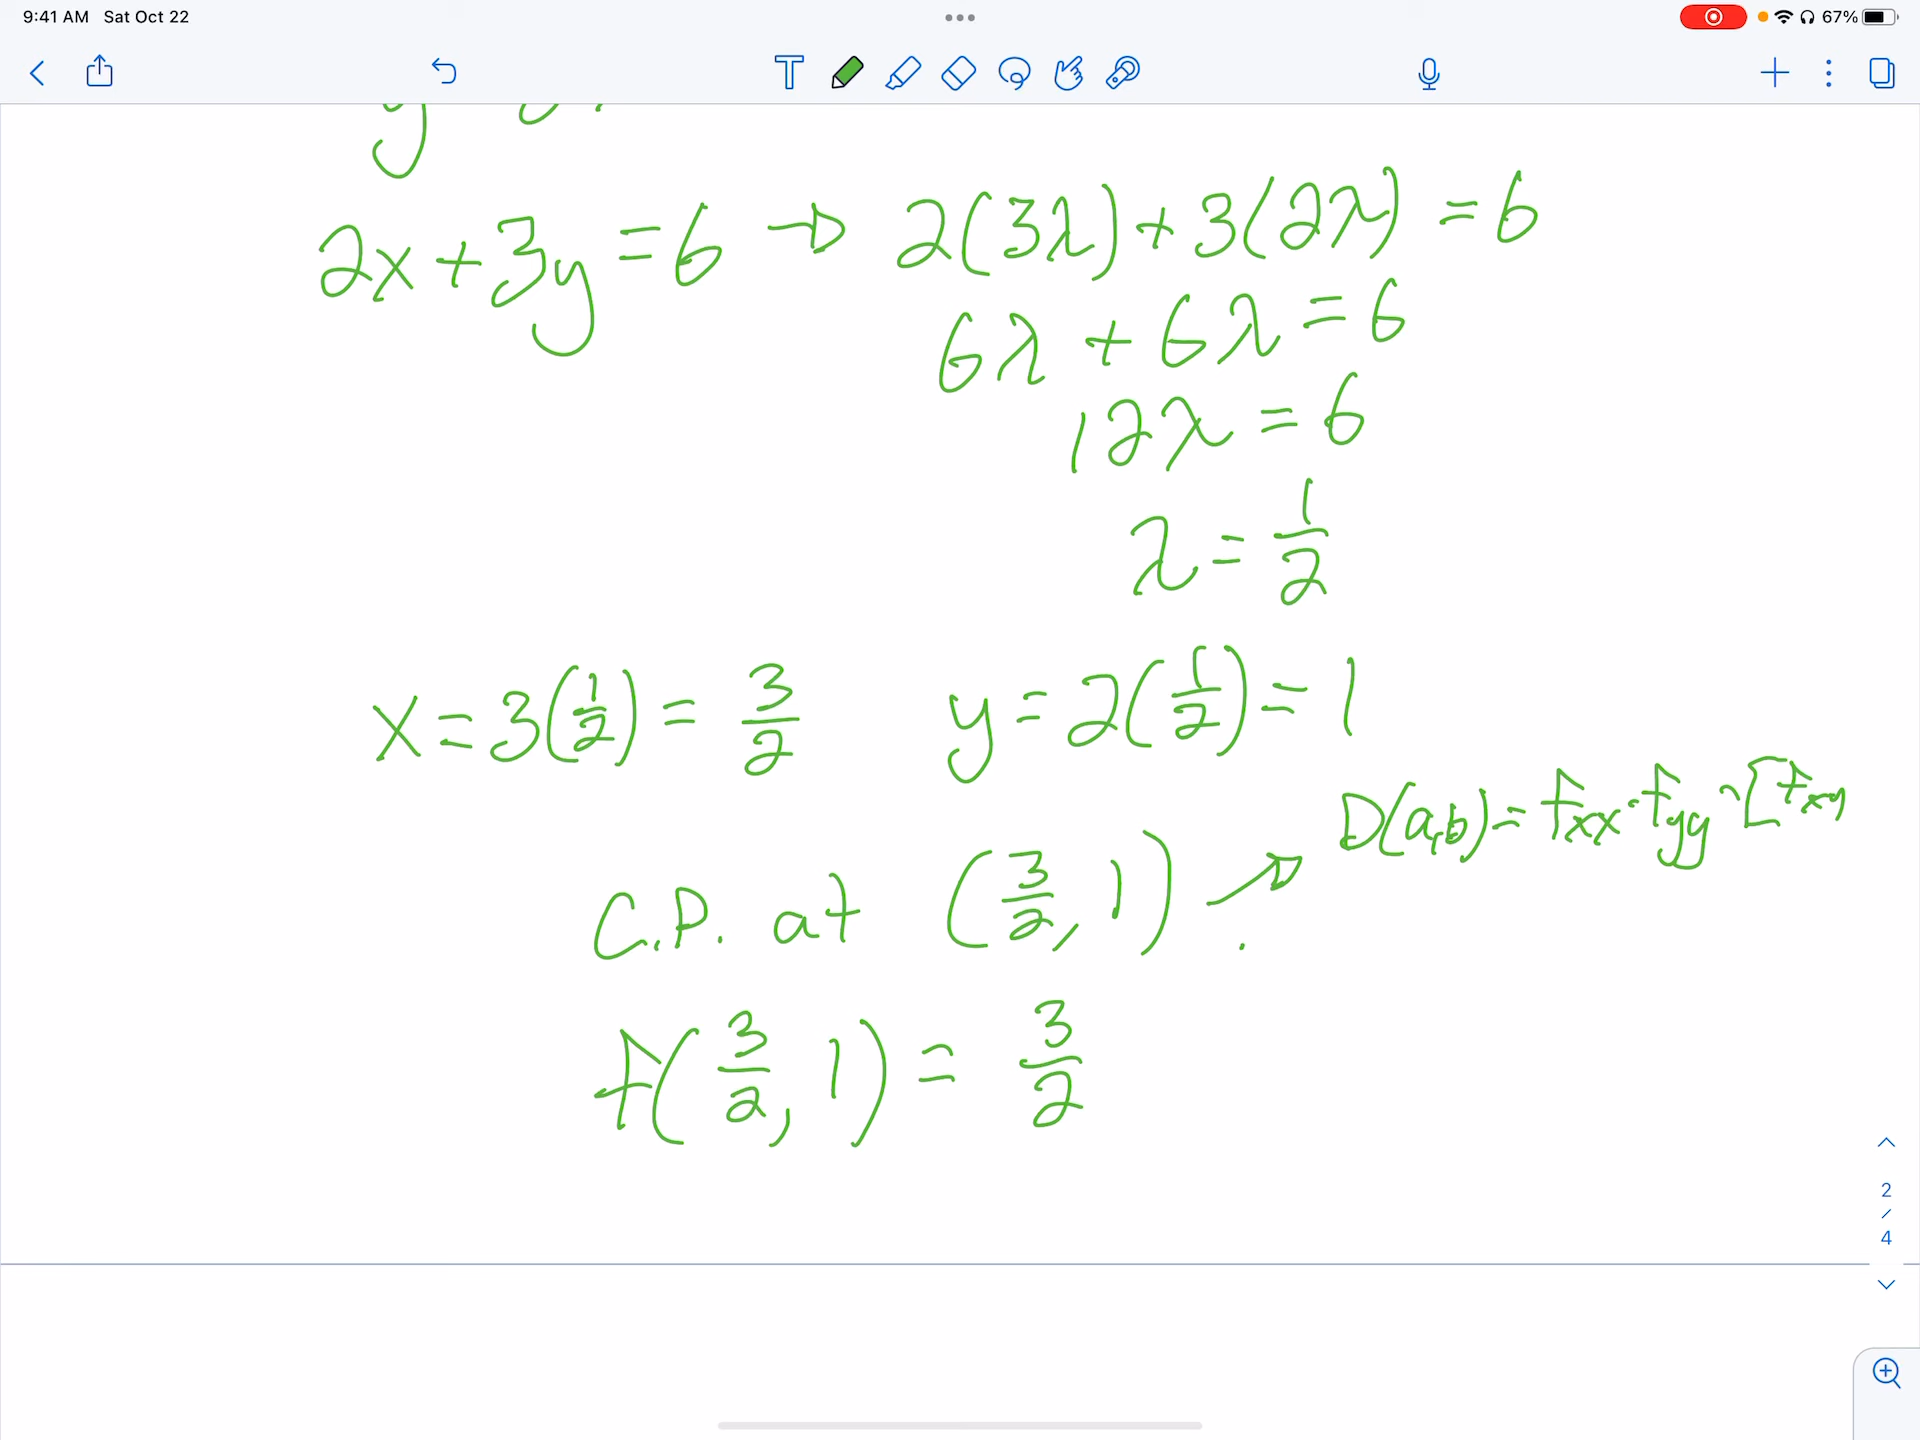 9:41 AM Sat Oct 22
67%
2x + 3y = 6 → 2(3λ) + 3(2λ) = 6
6λ + 6λ = 6
12λ = 6
λ = 1/2
x = 3(1/2) = 3/2 y = 2(1/2) = 1
D(a,b) = fxx · fyy - [fxy
C.P. at (3/2, 1) →
f(3/2, 1) = 3/2
2
/
4